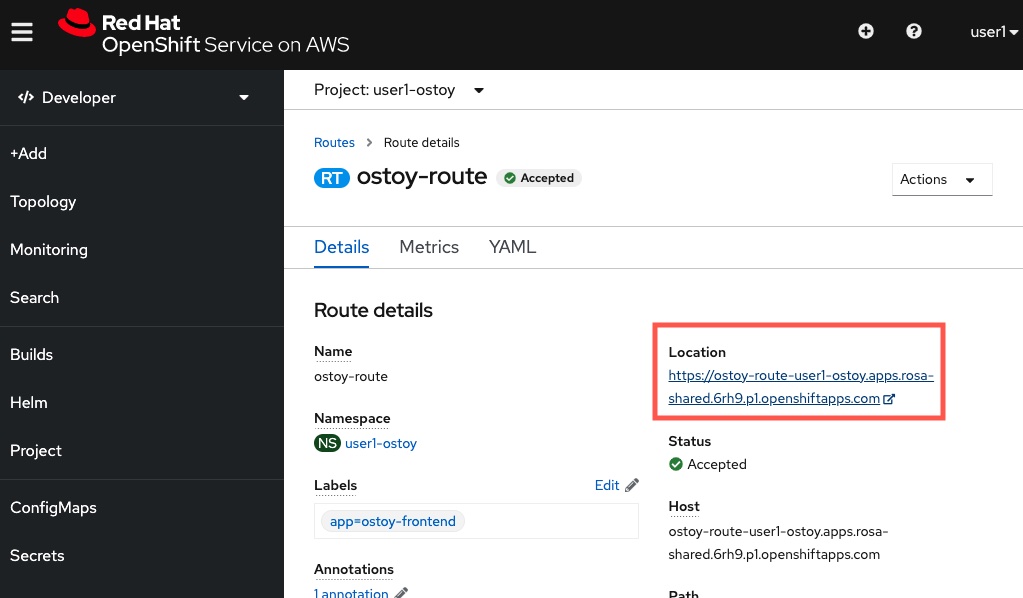 Red Hat
OpenShift Service on AWS
user1
Developer
+Add
Topology
Monitoring
Search
Builds
Helm
Project
ConfigMaps
Secrets
Project: user1-ostoy
Routes > Route details
RT ostoy-route Accepted
Actions
Details Metrics YAML
Route details
Name
ostoy-route
Namespace
NS user1-ostoy
Labels Edit
app=ostoy-frontend
Annotations
1 annotation
Location
https://ostoy-route-user1-ostoy.apps.rosa-
shared.6rh9.p1.openshiftapps.com
Status
Accepted
Host
ostoy-route-user1-ostoy.apps.rosa-
shared.6rh9.p1.openshiftapps.com
Path